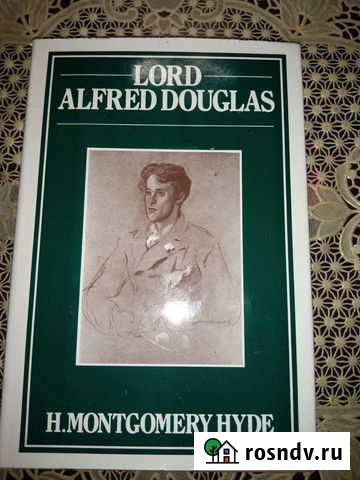 LORD
ALFRED DOUGLAS
H. MONTGOMERY HYDE
rosndv.ru